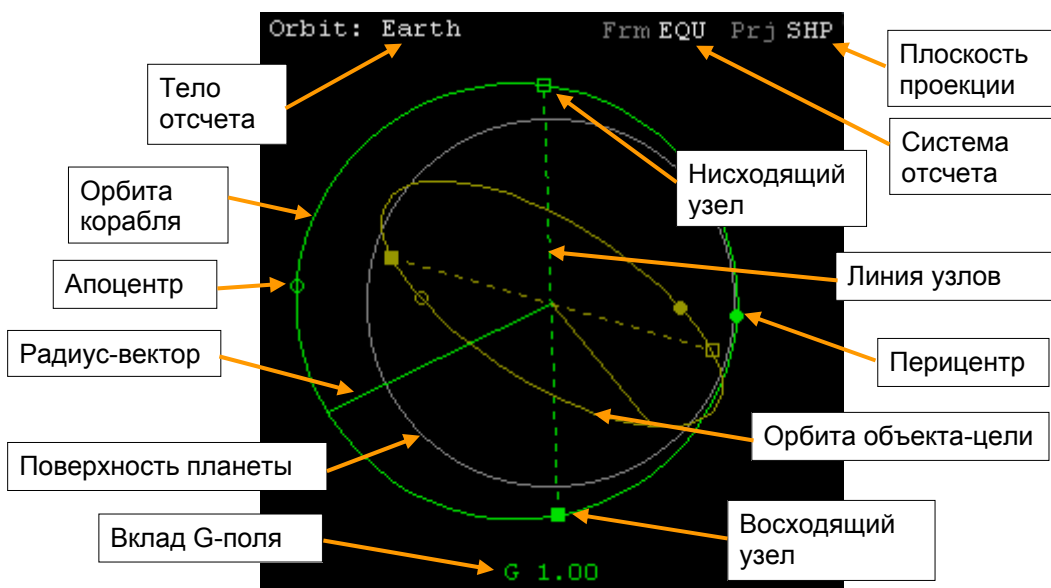 Orbit: Earth Frm EQU Prj SHP
Тело
отсчета
Плоскость
проекции
Система
отсчета
Нисходящий
узел
Орбита
корабля
Линия узлов
Апоцентр
Радиус-вектор
Перицентр
Орбита объекта-цели
Поверхность планеты
Восходящий
узел
Вклад G-поля
G 1.00